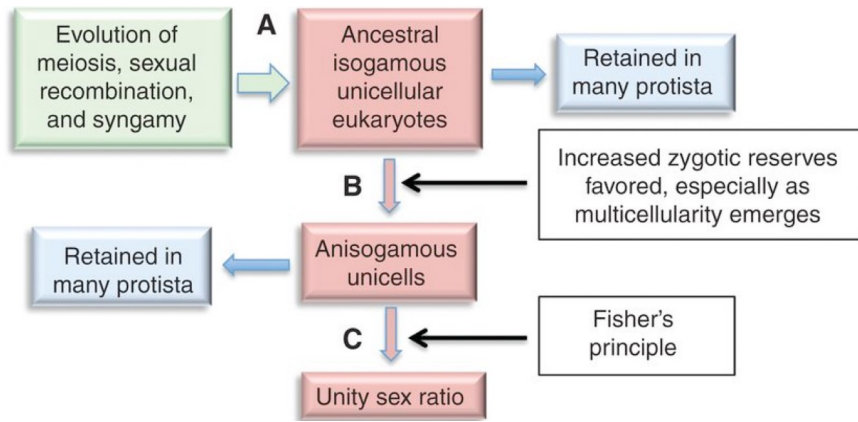 Evolution of
meiosis, sexual
recombination,
and syngamy
A
Ancestral
isogamous
unicellular
eukaryotes
Retained in
many protista
B
Increased zygotic reserves
favored, especially as
multicellularity emerges
Retained in
many protista
Anisogamous
unicells
C
Fisher's
principle
Unity sex ratio